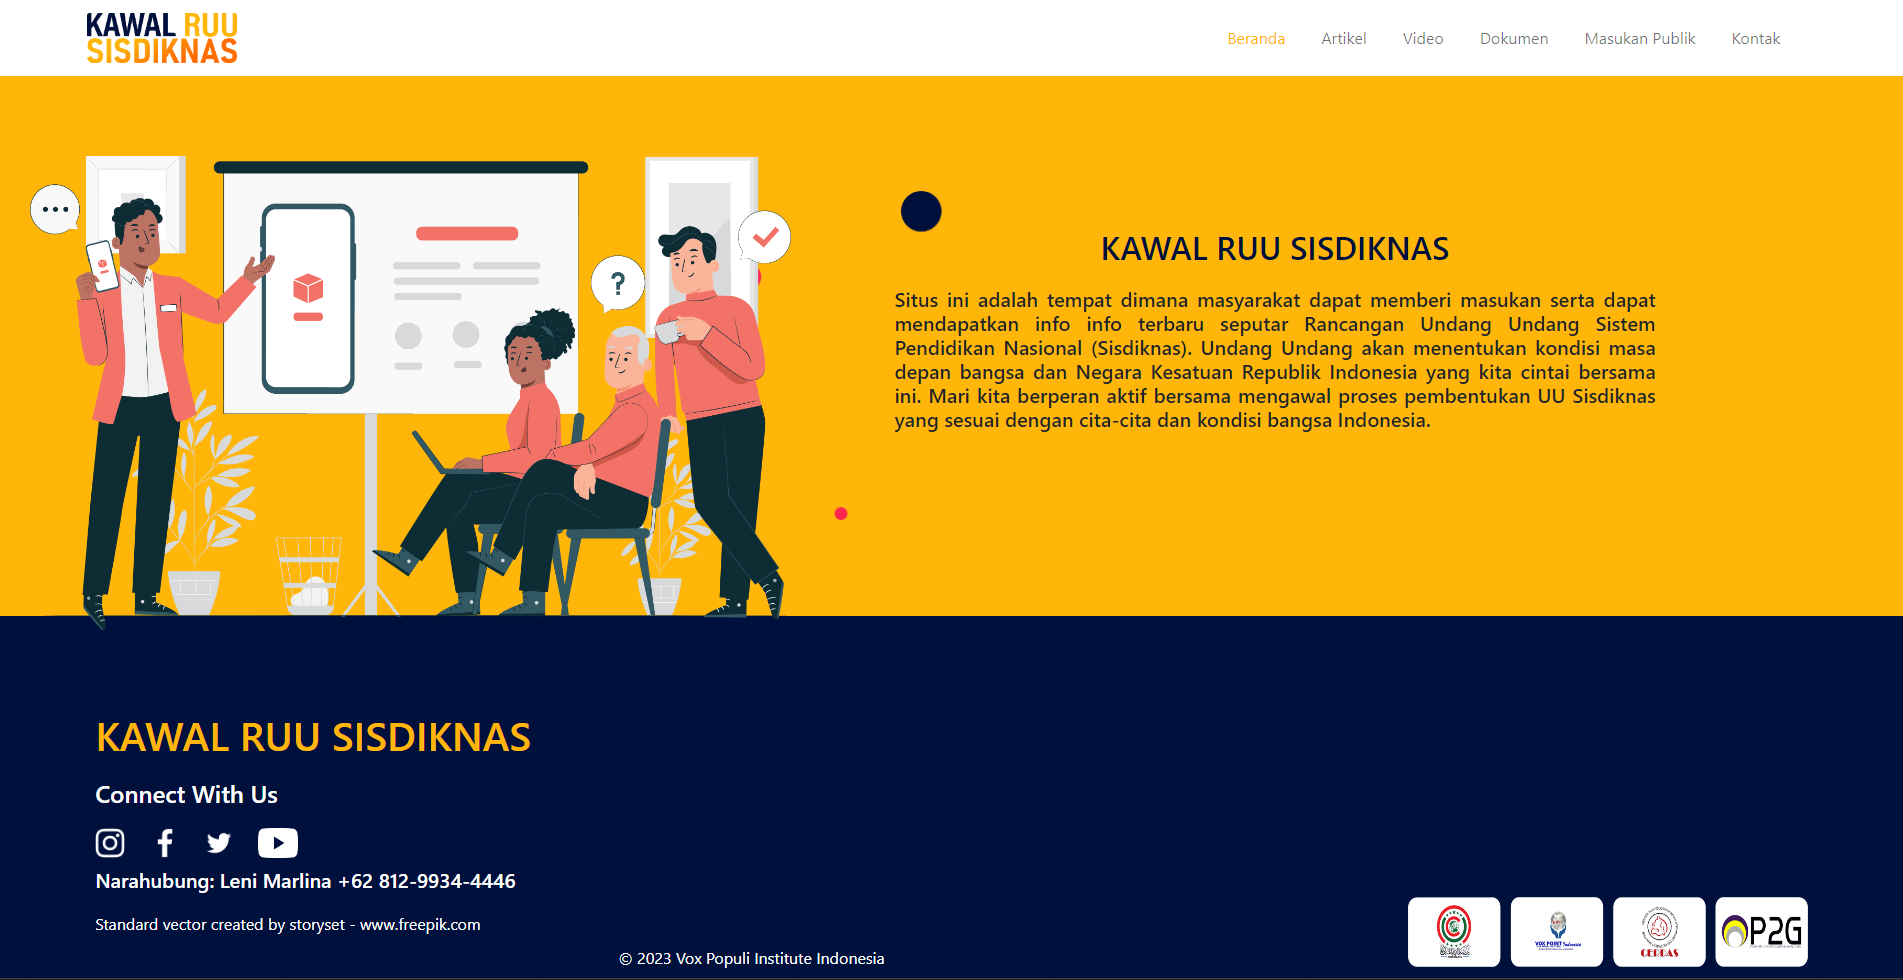 KAWAL RUU
SISDIKNAS
Beranda
Artikel
Video
Dokumen
Masukan Publik
Kontak
?
KAWAL RUU SISDIKNAS
Situs ini adalah tempat dimana masyarakat dapat memberi masukan serta dapat
mendapatkan info info terbaru seputar Rancangan Undang Undang Sistem
Pendidikan Nasional (Sisdiknas). Undang Undang akan menentukan kondisi masa
depan bangsa dan Negara Kesatuan Republik Indonesia yang kita cintai bersama
ini. Mari kita berperan aktif bersama mengawal proses pembentukan UU Sisdiknas
yang sesuai dengan cita-cita dan kondisi bangsa Indonesia.
KAWAL RUU SISDIKNAS
Connect With Us
Narahubung: Leni Marlina +62 812-9934-4446
Standard vector created by storyset - www.freepik.com
© 2023 Vox Populi Institute Indonesia
VOX POINT Indonesia
CERDAS
P2G